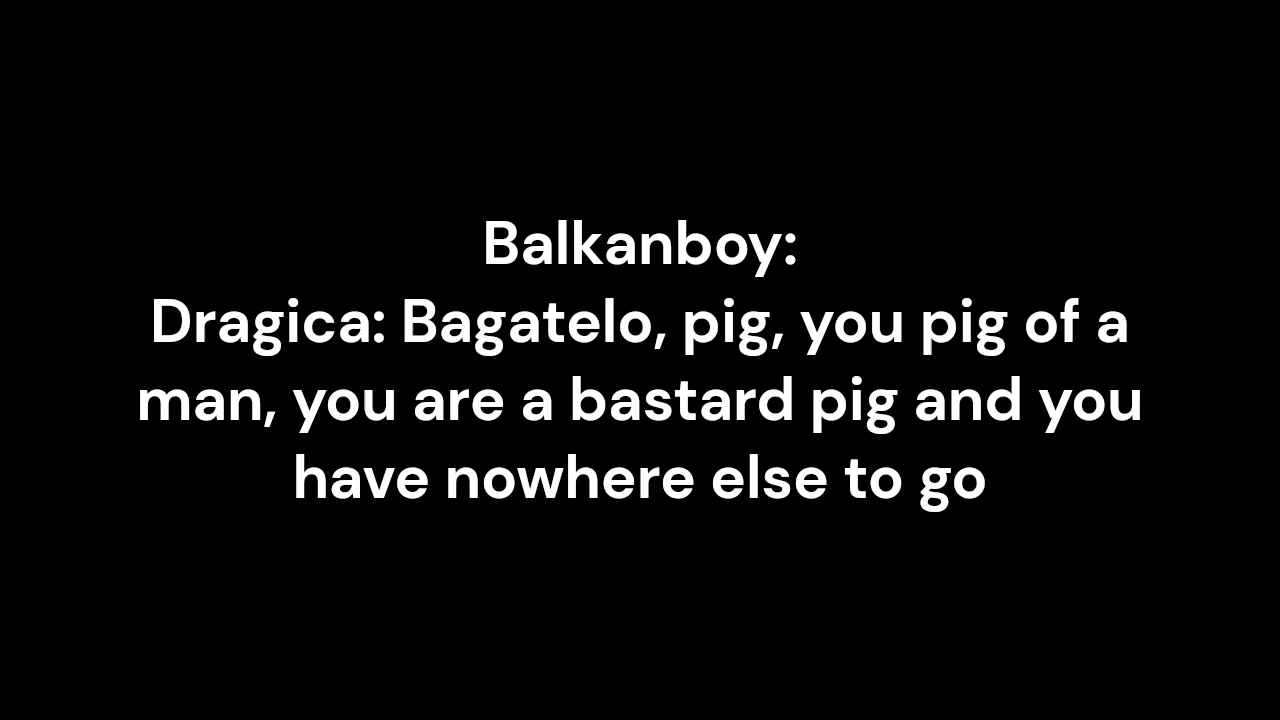 Balkanboy:
Dragica: Bagatelo, pig, you pig of a
man, you are a bastard pig and you
have nowhere else to go